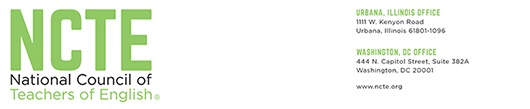 NCTE
National Council of
Teachers of English®
URBANA, ILLINOIS OFFICE
1111 W. Kenyon Road
Urbana, Illinois 61801-1096
WASHINGTON, DC OFFICE
444 N. Capitol Street, Suite 382A
Washington, DC 20001
www.ncte.org